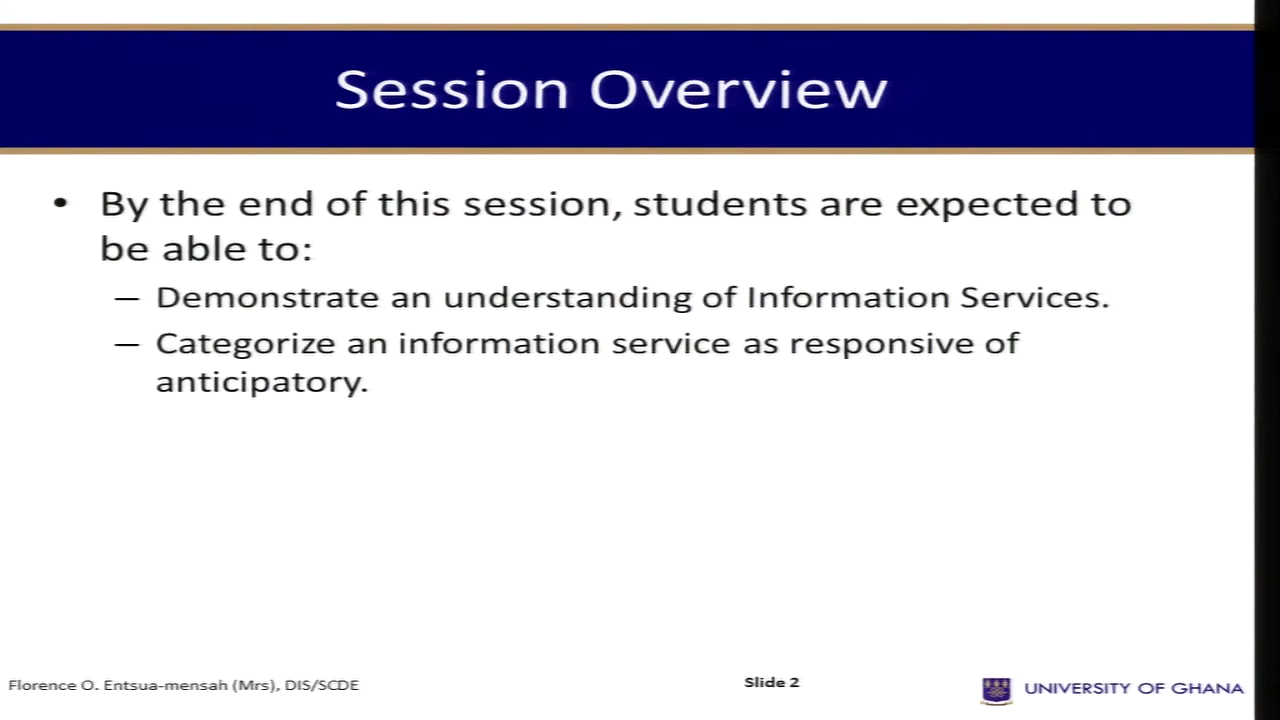 Session Overview
• By the end of this session, students are expected to
be able to:
– Demonstrate an understanding of Information Services.
– Categorize an information service as responsive of
anticipatory.
Florence O. Entsua-mensah (Mrs), DIS/SCDE
Slide 2
UNIVERSITY OF GHANA